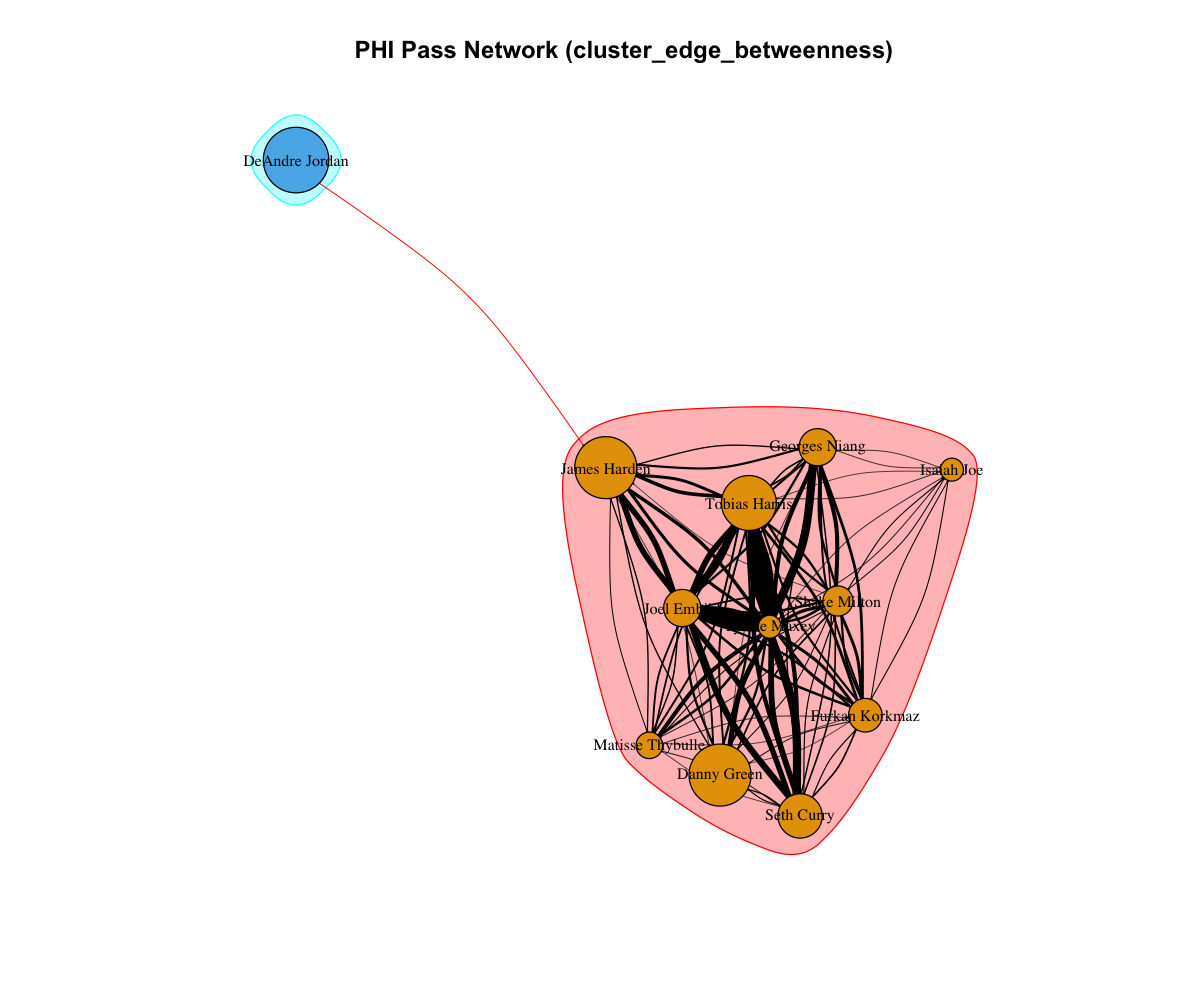 PHI Pass Network (cluster_edge_betweenness)
DeAndre Jordan
Georges Niang
James Harden
Isaiah Joe
Tobias Harris
Shake Milton
Joel Embiid
Maxey
Furkan Korkmaz
Matisse Thybulle
Danny Green
Seth Curry